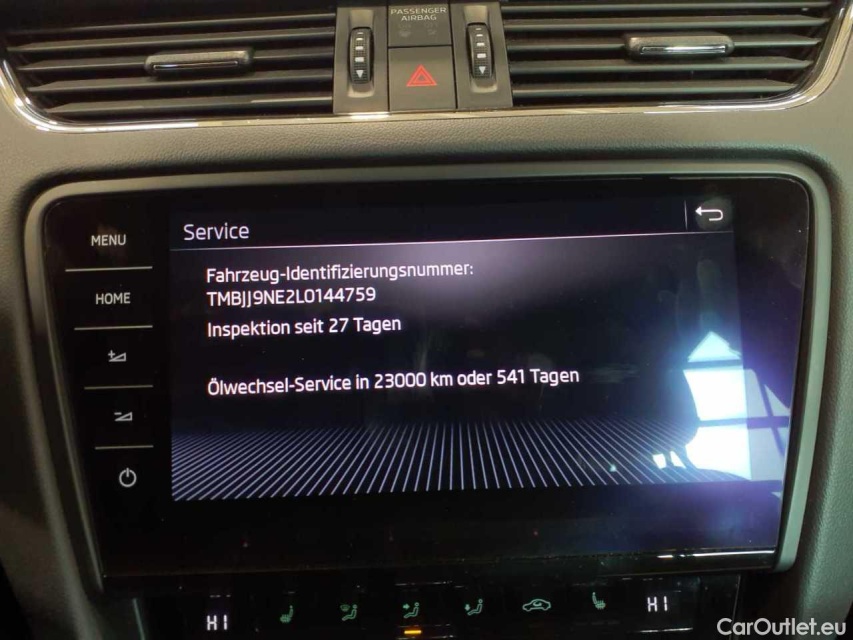 PASSENGER
AIRBAG
MENU
HOME
Service
Fahrzeug-Identifizierungsnummer:
TMBJJ9NE2L0144759
Inspektion seit 27 Tagen
Ölwechsel-Service in 23000 km oder 541 Tagen
HI
HI
CarOutlet.eu